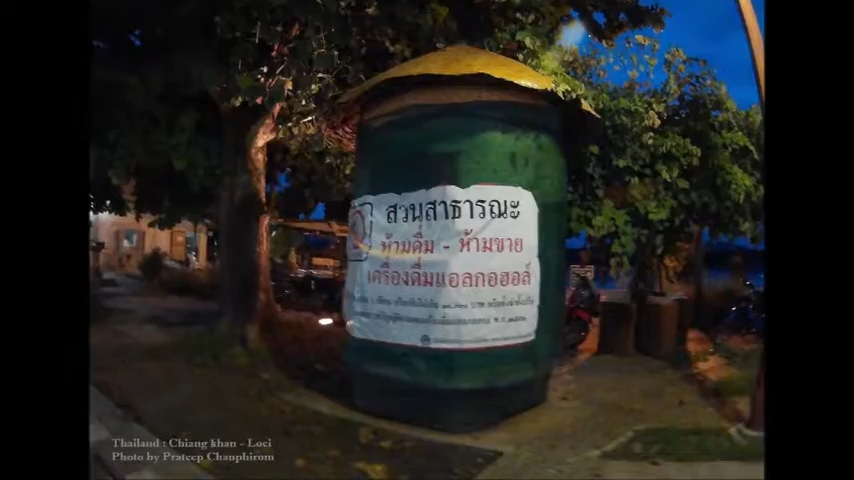 สวนสาธารณะ
ห้ามดื่ม - ห้ามขาย
เครื่องดื่มแอลกอฮอล์
Thailand : Chiang khan - Loei
Photo by Prateep Chanphirom